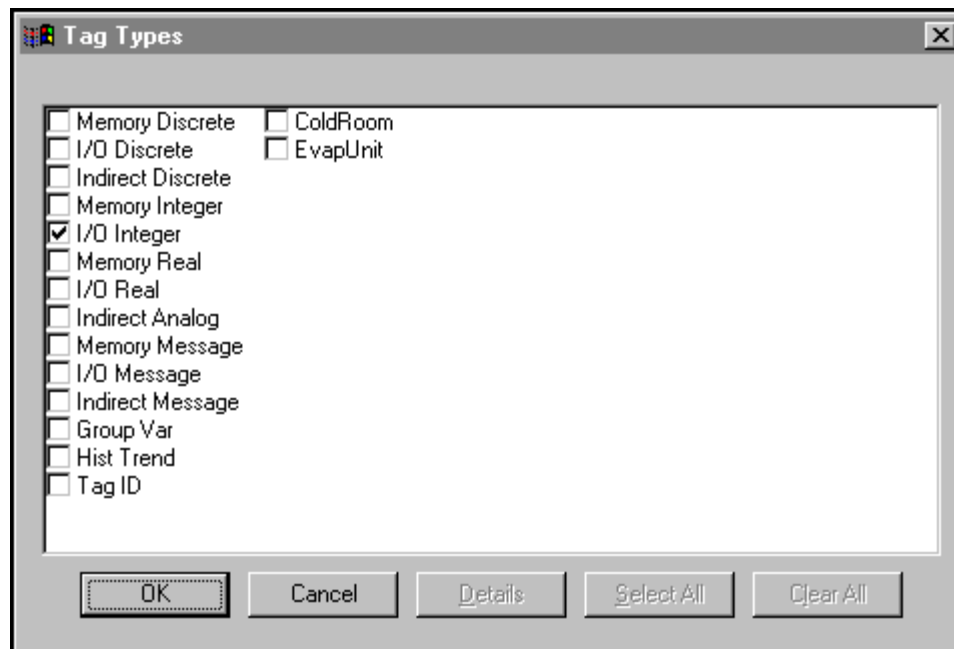 Tag Types
Memory Discrete
I/O Discrete
Indirect Discrete
Memory Integer
I/O Integer
Memory Real
I/O Real
Indirect Analog
Memory Message
I/O Message
Indirect Message
Group Var
Hist Trend
Tag ID
ColdRoom
EvapUnit
OK Cancel Details Select All Clear All